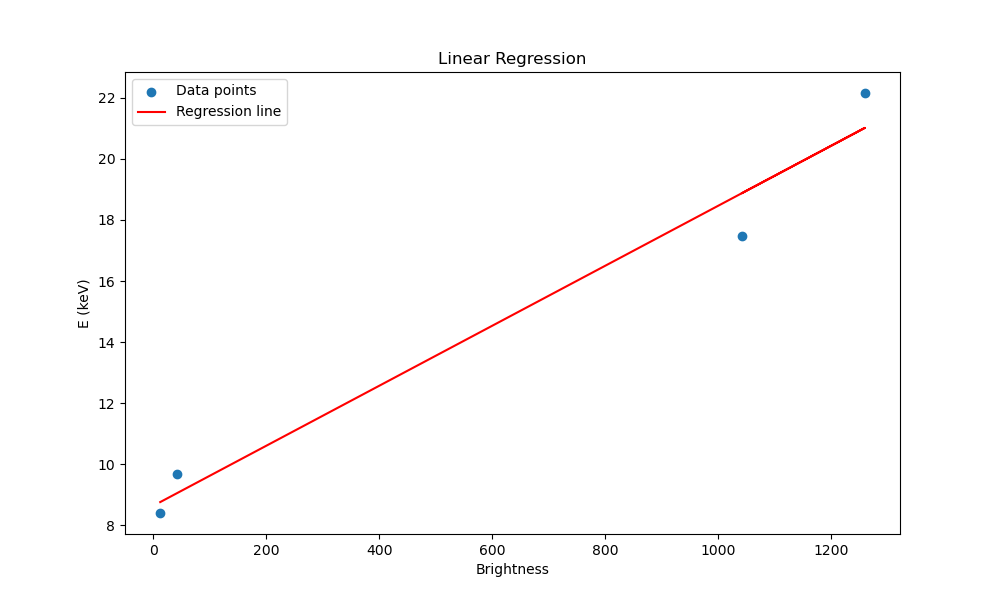 Linear Regression
Data points
Regression line
22
20
18
16
14
12
10
8
E (keV)
0 200 400 600 800 1000 1200
Brightness